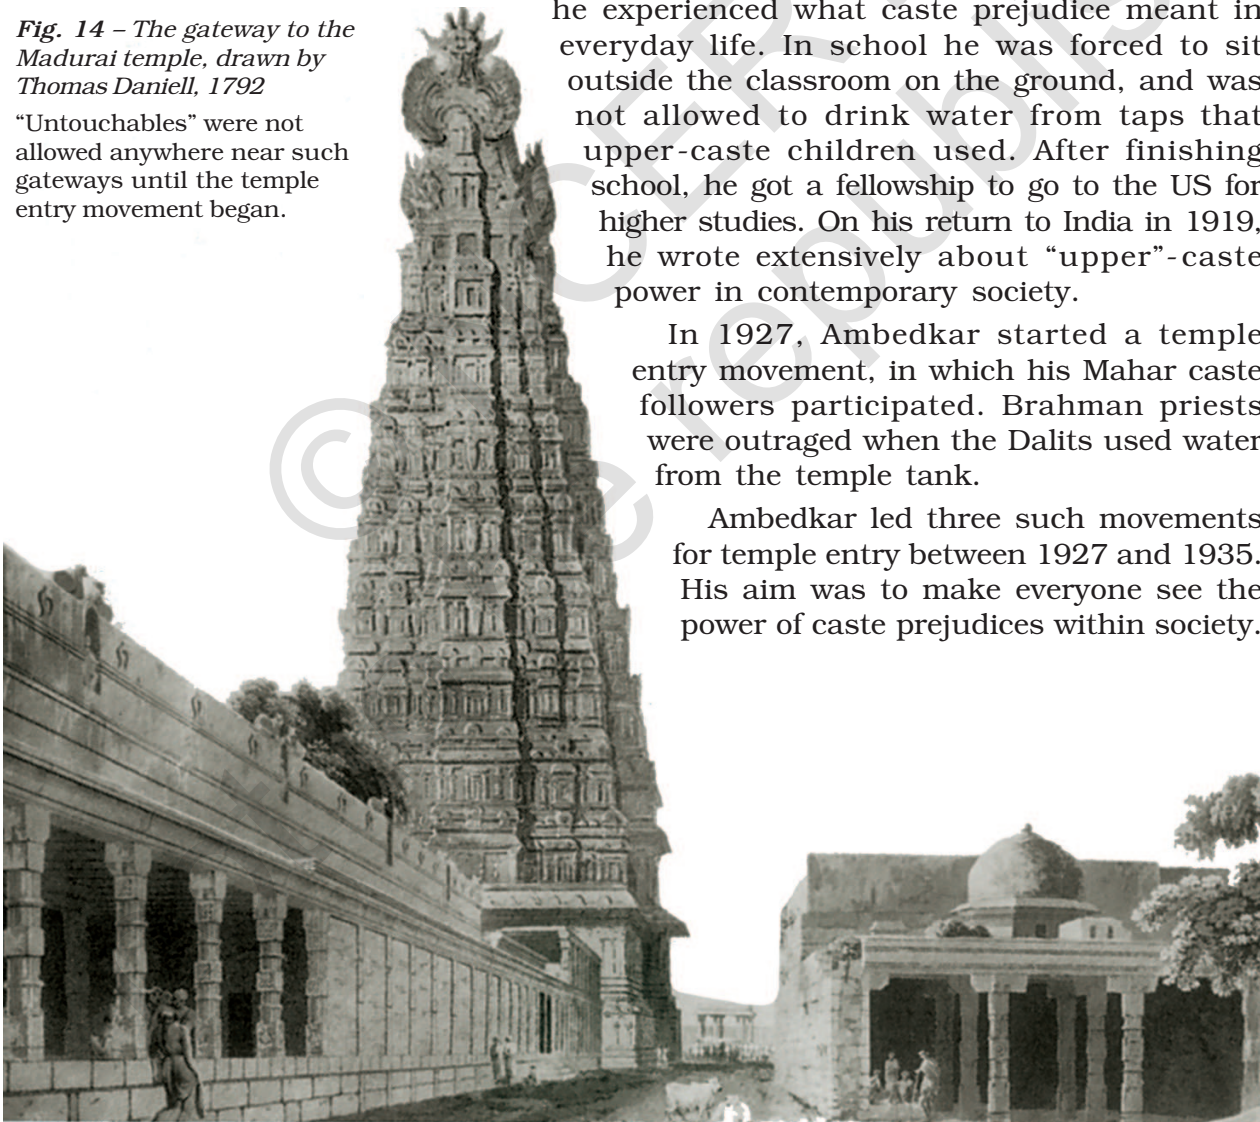 Fig. 14 – The gateway to the
Madurai temple, drawn by
Thomas Daniell, 1792
“Untouchables” were not
allowed anywhere near such
gateways until the temple
entry movement began.
he experienced what caste prejudice meant in
everyday life. In school he was forced to sit
outside the classroom on the ground, and was
not allowed to drink water from taps that
upper-caste children used. After finishing
school, he got a fellowship to go to the US for
higher studies. On his return to India in 1919,
he wrote extensively about “upper”-caste
power in contemporary society.
In 1927, Ambedkar started a temple
entry movement, in which his Mahar caste
followers participated. Brahman priests
were outraged when the Dalits used water
from the temple tank.
Ambedkar led three such movements
for temple entry between 1927 and 1935.
His aim was to make everyone see the
power of caste prejudices within society.